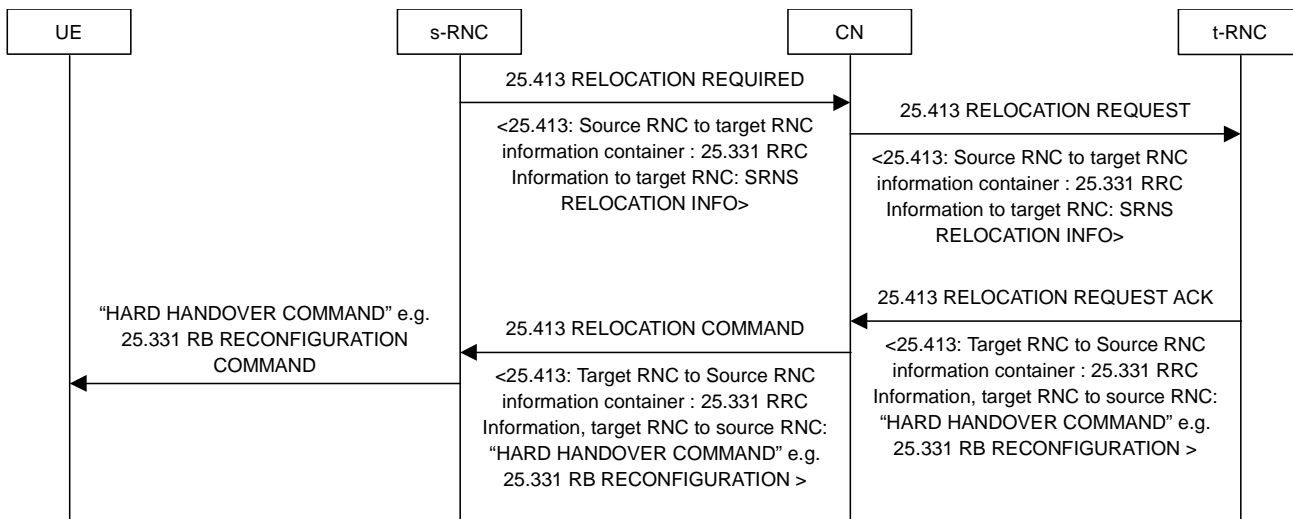 UE
s-RNC
CN
t-RNC
25.413 RELOCATION REQUIRED
<25.413: Source RNC to target RNC
information container : 25.331 RRC
Information to target RNC: SRNS
RELOCATION INFO>
25.413 RELOCATION REQUEST
<25.413: Source RNC to target RNC
information container : 25.331 RRC
Information to target RNC: SRNS
RELOCATION INFO>
25.413 RELOCATION REQUEST ACK
<25.413: Target RNC to Source RNC
information container : 25.331 RRC
Information, target RNC to source RNC:
“HARD HANDOVER COMMAND” e.g.
25.331 RB RECONFIGURATION >
25.413 RELOCATION COMMAND
<25.413: Target RNC to Source RNC
information container : 25.331 RRC
Information, target RNC to source RNC:
“HARD HANDOVER COMMAND” e.g.
25.331 RB RECONFIGURATION >
“HARD HANDOVER COMMAND” e.g.
25.331 RB RECONFIGURATION
COMMAND